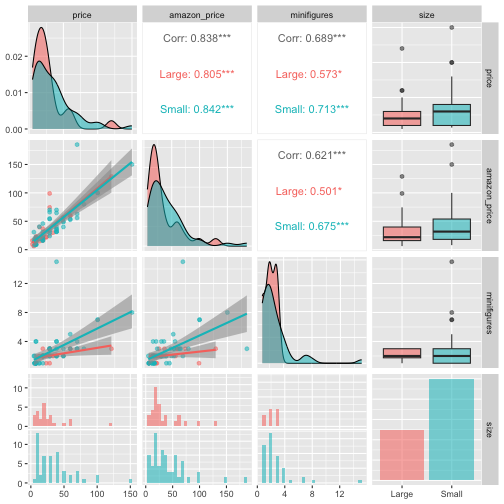 price
amazon_price
minifigures
size
0.02
0.01
0.00
Corr: 0.838***
Large: 0.805***
Small: 0.842***
Corr: 0.689***
Large: 0.573*
Small: 0.713***
price
150
100
50
0
Corr: 0.621***
Large: 0.501*
Small: 0.675***
amazon_price
12
8
4
minifigures
10
5
0
10
5
0
size
0 50 100 150
0 50 100 150
0 4 8 12
Large Small